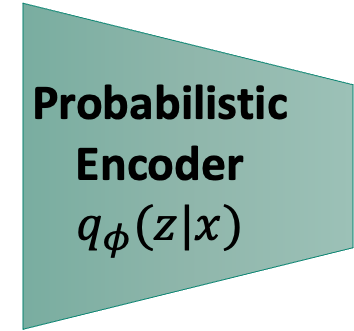 Probabilistic
Encoder
𝑞𝜙(𝑧|𝑥)